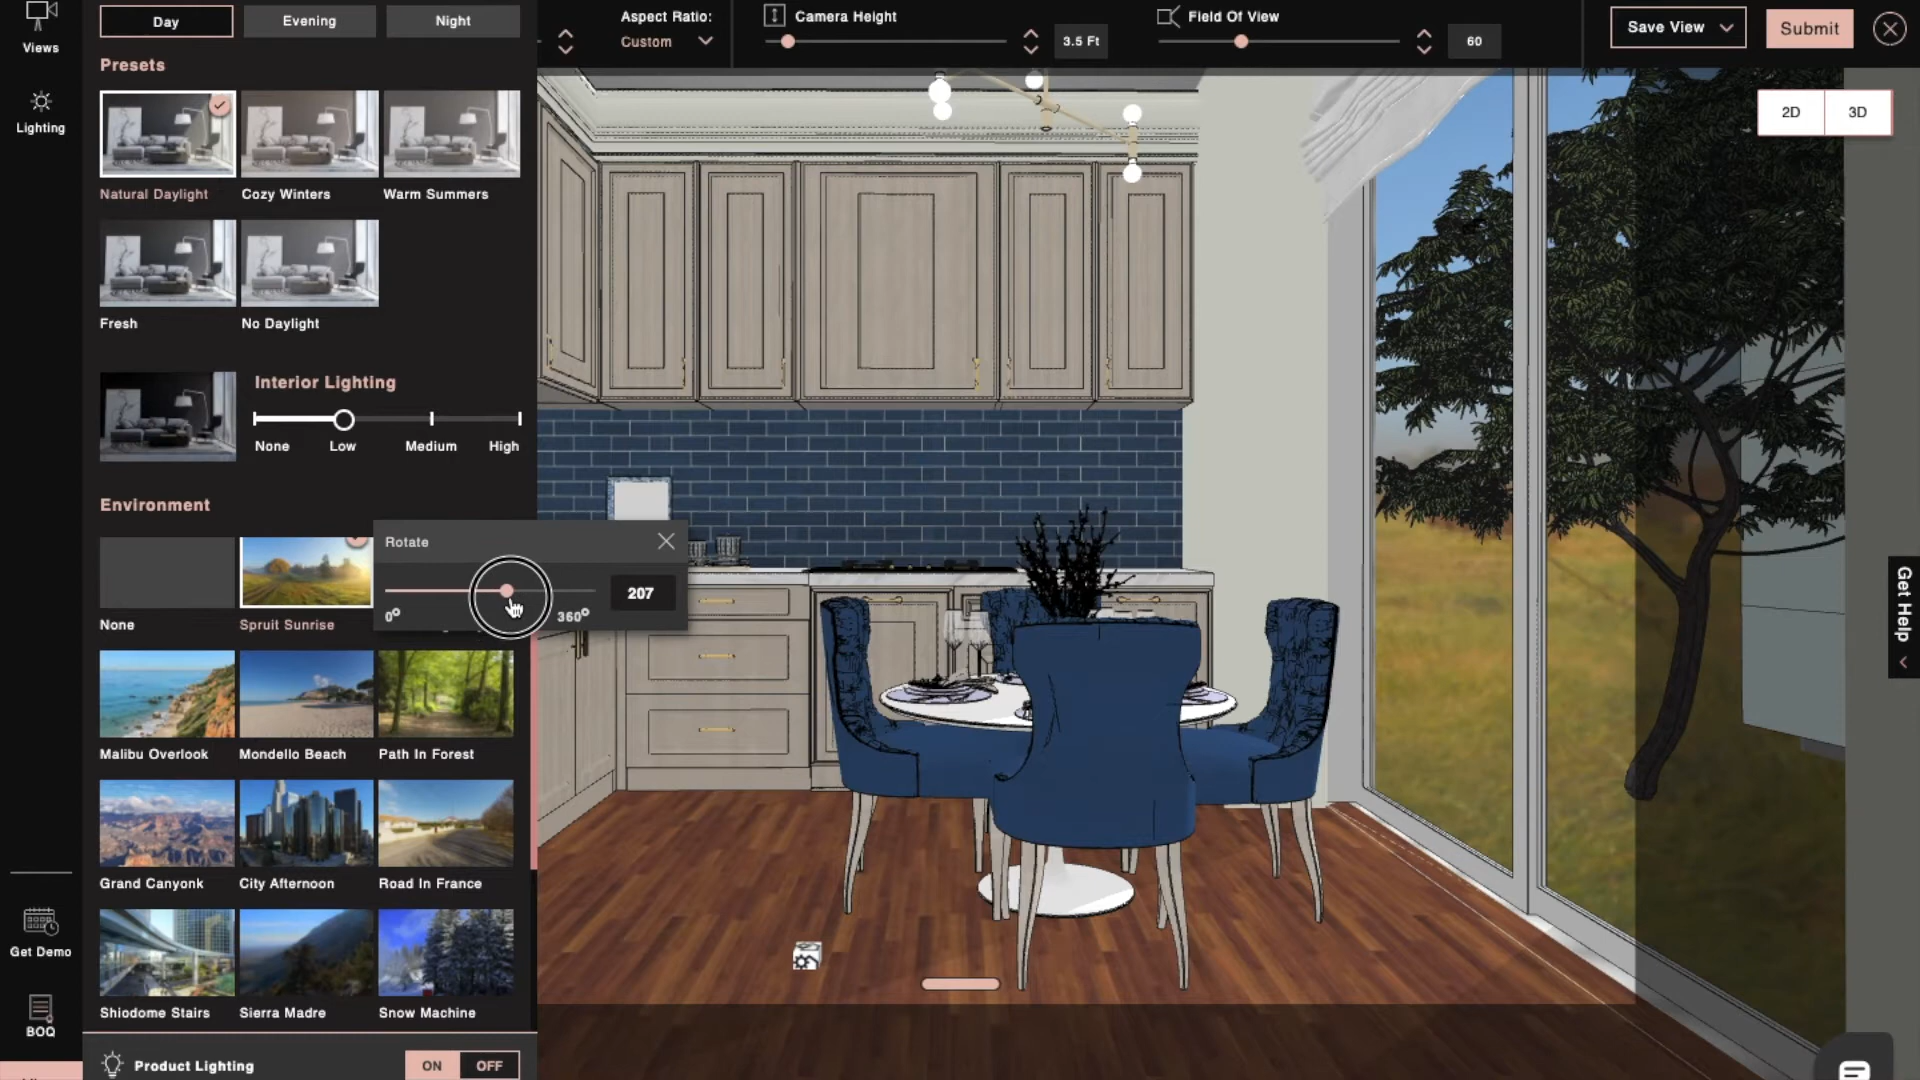 Views
Lighting
Day
Evening
Night
Presets
Natural Daylight
Cozy Winters
Warm Summers
Fresh
No Daylight
Interior Lighting
None
Low
Medium
High
Environment
None
Spruit Sunrise
Rotate
207
0°
360°
Malibu Overlook
Mondello Beach
Path In Forest
Grand Canyonk
City Afternoon
Road In France
Shiodome Stairs
Sierra Madre
Snow Machine
Get Demo
BOQ
Product Lighting
ON
OFF
Aspect Ratio:
Custom
Camera Height
3.5 Ft
Field Of View
60
Save View
Submit
2D
3D
Get Help